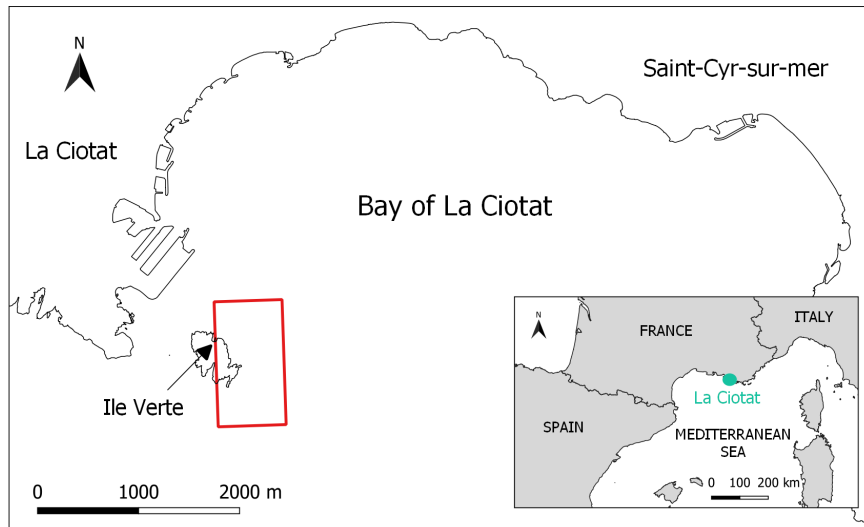 N
Saint-Cyr-sur-mer
La Ciotat
Bay of La Ciotat
Ile Verte
0 1000 2000 m
N
FRANCE
ITALY
La Ciotat
SPAIN
MEDITERRANEAN
SEA
0 100 200 km